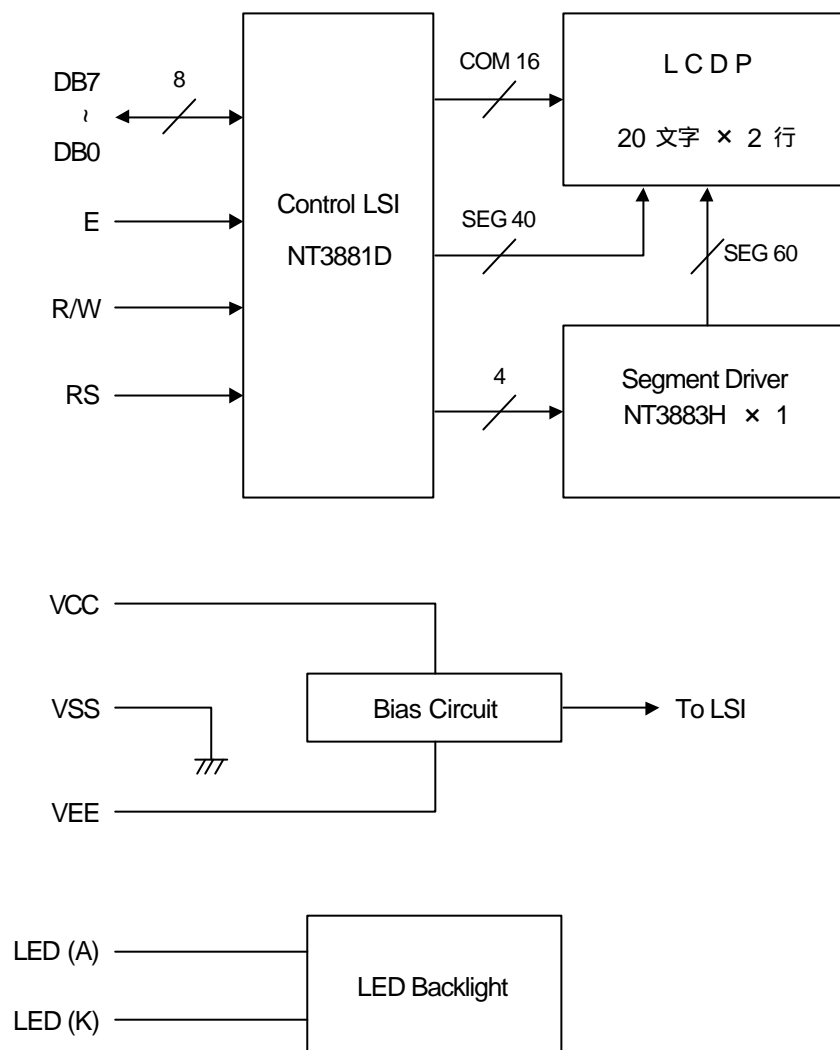 DB7
~
DB0
8
E
R/W
RS
Control LSI
NT3881D
COM 16
SEG 40
4
L C D P
20 文字 × 2 行
SEG 60
Segment Driver
NT3883H × 1
VCC
VSS
VEE
Bias Circuit
To LSI
LED (A)
LED (K)
LED Backlight